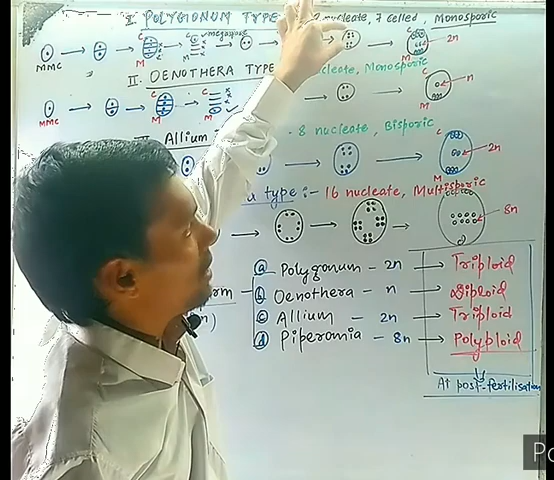 I. POLYGONUM TYPE nucleate, 7 celled, Monosporic
C megaspore C 2n
MMC M M M
II. OENOTHERA TYPE nucleate, Monosporic
C C C n
MMC M M
III Allium - 8 nucleate, Bisporic
C 2n
M
a type :- 16 nucleate, Multisporic
8n
erm - ⓐ Polygonum - 2n → Triploid
n) ⓑ Oenothera - n → Diploid
ⓒ Allium - 2n → Triploid
ⓓ Piperomia - 8n → Polyploid
At post-fertilisation